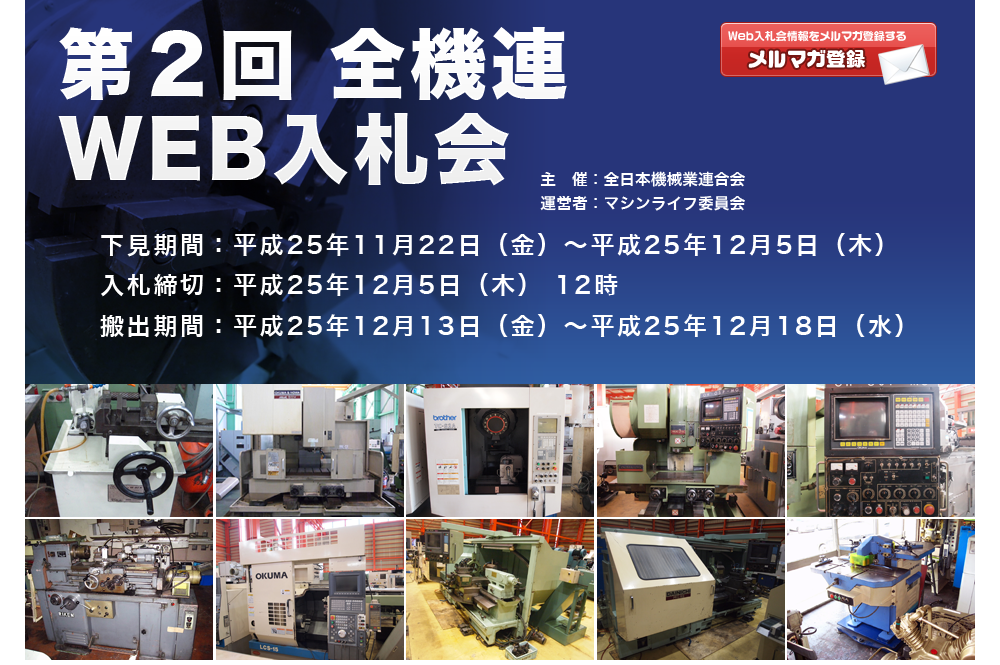 第2回 全機連
WEB入札会
Web入札会情報をメルマガ登録する
メルマガ登録
主　催：全日本機械業連合会
運営者：マシンライフ委員会
下見期間：平成25年11月22日（金）～平成25年12月5日（木）
入札締切：平成25年12月5日（木） 12時
搬出期間：平成25年12月13日（金）～平成25年12月18日（水）
brother
OKUMA
LCS-15